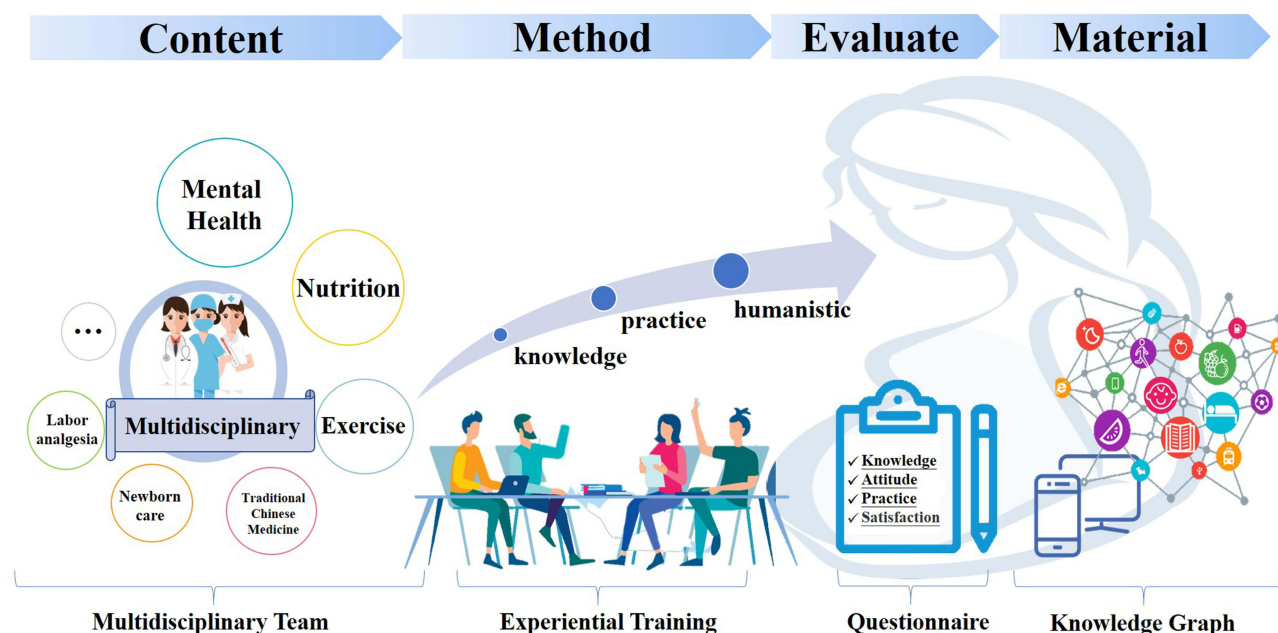 Content
Method
Evaluate
Material
Mental
Health
Nutrition
...
Multidisciplinary
Exercise
Labor
analgesia
Newborn
care
Traditional
Chinese
Medicine
knowledge
practice
humanistic
✓ Knowledge
✓ Attitude
✓ Practice
✓ Satisfaction
Multidisciplinary Team
Experiential Training
Questionnaire
Knowledge Graph